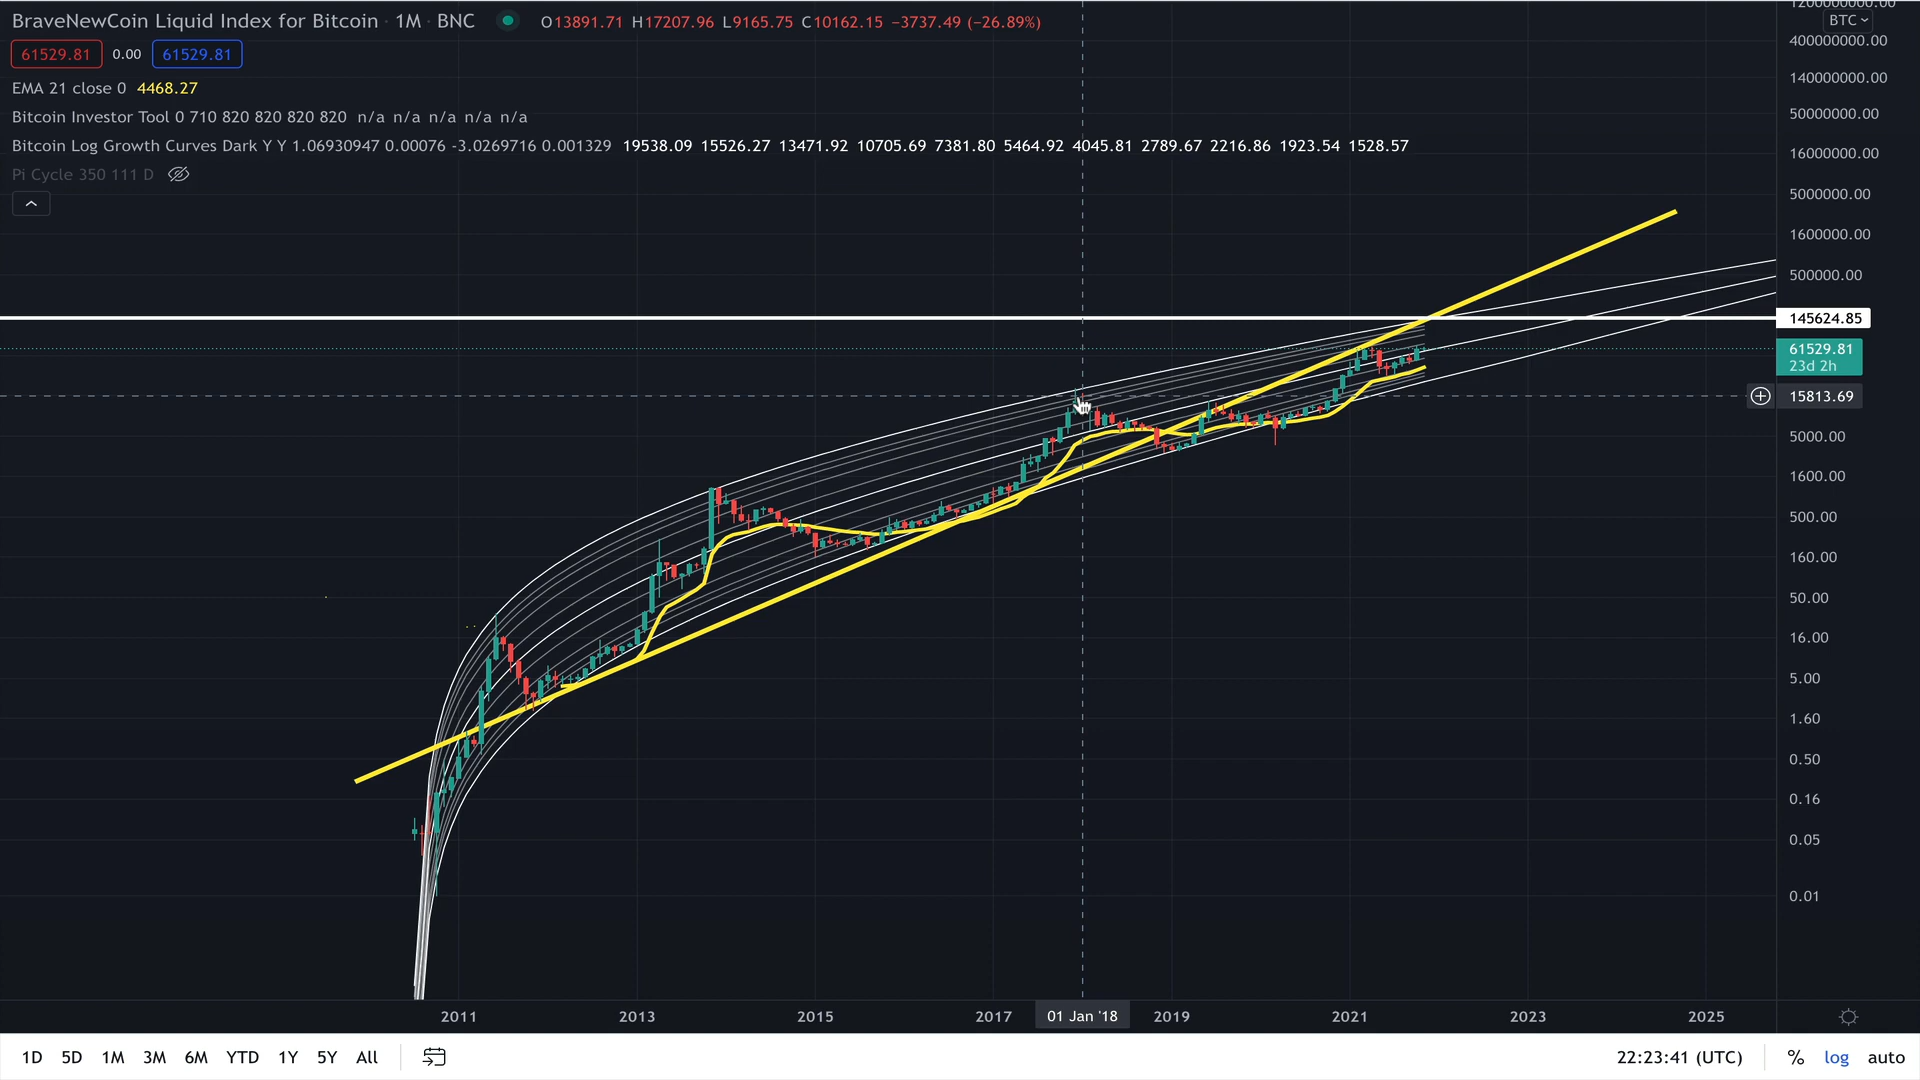 BraveNewCoin Liquid Index for Bitcoin · 1M · BNC O13891.71 H17207.96 L9165.75 C10162.15 −3737.49 (−26.89%)
61529.81 0.00 61529.81
EMA 21 close 0 4468.27
Bitcoin Investor Tool 0 710 820 820 820 820 n/a n/a n/a n/a n/a
Bitcoin Log Growth Curves Dark Y Y 1.06930947 0.00076 -3.0269716 0.001329 19538.09 15526.27 13471.92 10705.69 7381.80 5464.92 4045.81 2789.67 2216.86 1923.54 1528.57
Pi Cycle 350 111 D
1200000000.00
BTC
400000000.00
140000000.00
50000000.00
16000000.00
5000000.00
1600000.00
500000.00
145624.85
61529.81
23d 2h
15813.69
5000.00
1600.00
500.00
160.00
50.00
16.00
5.00
1.60
0.50
0.16
0.05
0.01
2011 2013 2015 2017 01 Jan '18 2019 2021 2023 2025
1D 5D 1M 3M 6M YTD 1Y 5Y All 22:23:41 (UTC) % log auto